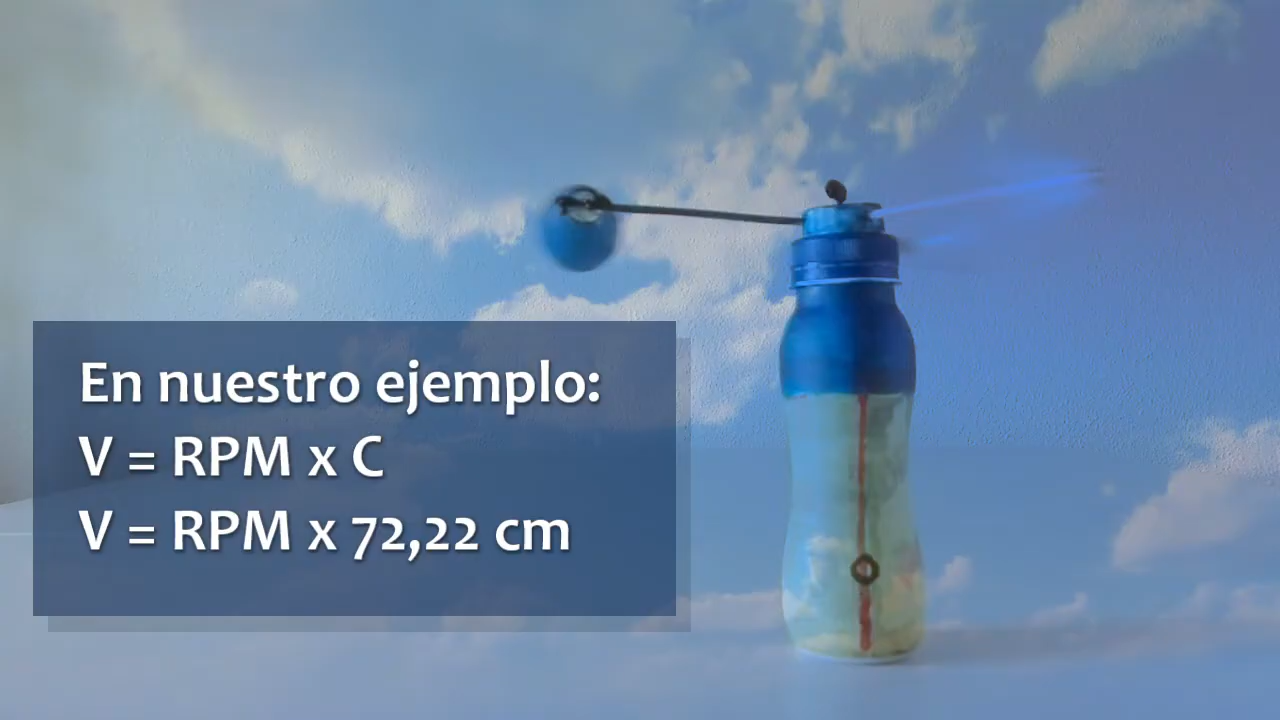 En nuestro ejemplo:
V = RPM x C
V = RPM x 72,22 cm